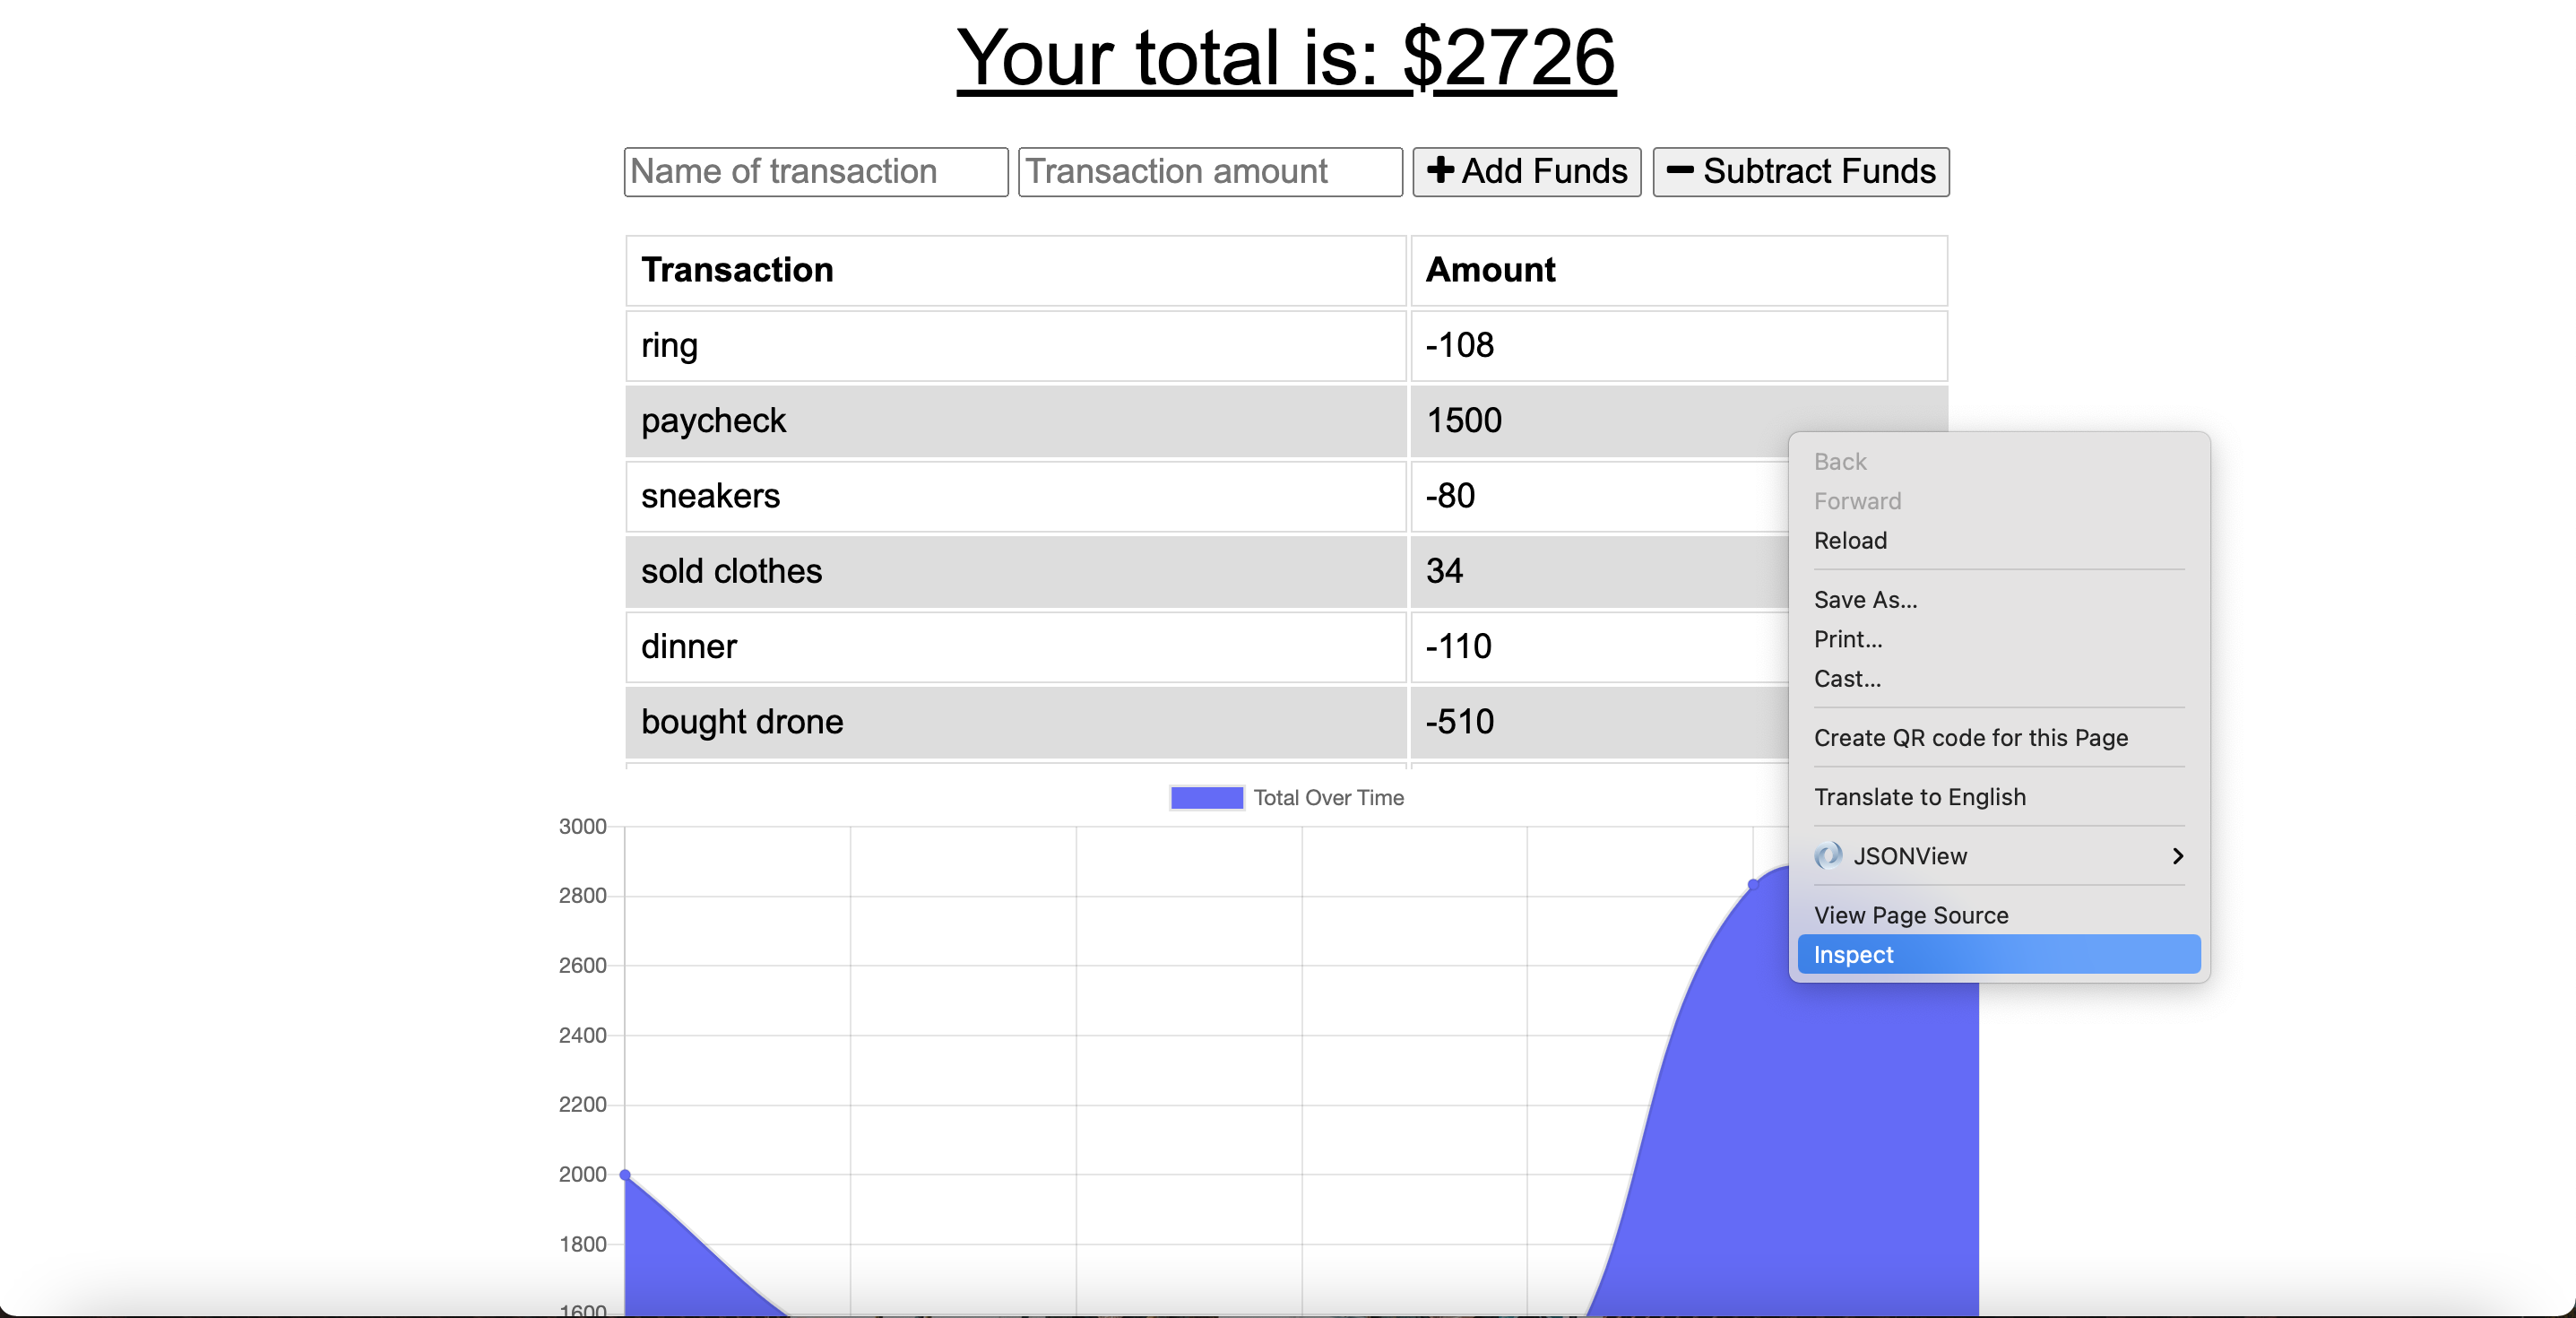 Your total is: $2726
Name of transaction Transaction amount + Add Funds − Subtract Funds
Transaction Amount
ring -108
paycheck 1500
sneakers -80
sold clothes 34
dinner -110
bought drone -510
Back
Forward
Reload
Save As...
Print...
Cast...
Create QR code for this Page
Translate to English
JSONView
View Page Source
Inspect
Total Over Time
3000
2800
2600
2400
2200
2000
1800
1600